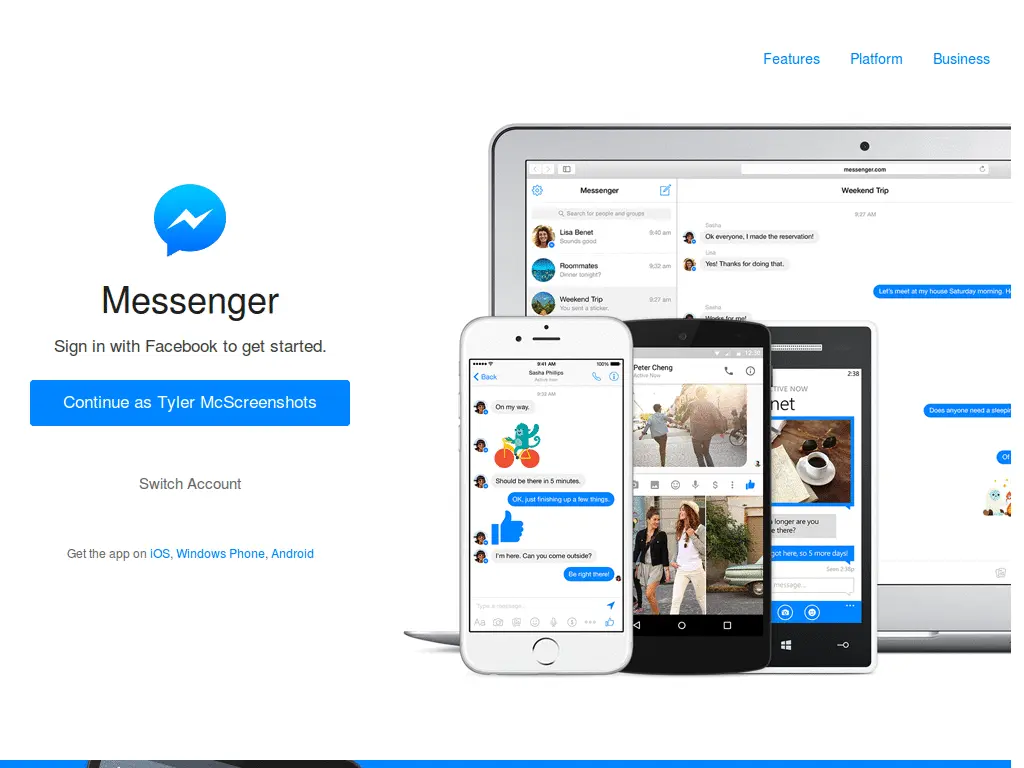 Features Platform Business
Messenger
Sign in with Facebook to get started.
Continue as Tyler McScreenshots
Switch Account
Get the app on iOS, Windows Phone, Android
messenger.com
Messenger
Weekend Trip
Search for people and groups
Lisa Benet 9:40 am
Sounds good
Roommates 9:32 am
Dinner tonight?
Weekend Trip 9:27 am
You sent a sticker.
9:27 AM
Sasha
Ok everyone, I made the reservation!
Lisa
Yes! Thanks for doing that.
Let's meet at my house Saturday morning.
Sasha
Works for me!
Does anyone need a
9:41 AM 100%
Back Sasha Phillips
Active now
9:33 AM
On my way.
Should be there in 5 minutes.
OK, just finishing up a few things.
I'm here. Can you come outside?
Be right there!
Type a message...
Aa
12:30
Peter Cheng
Active Now
$
2:38
TIVE NOW
net
longer are you
e there?
got here, so 5 more days!
Seen 2:38p
message...